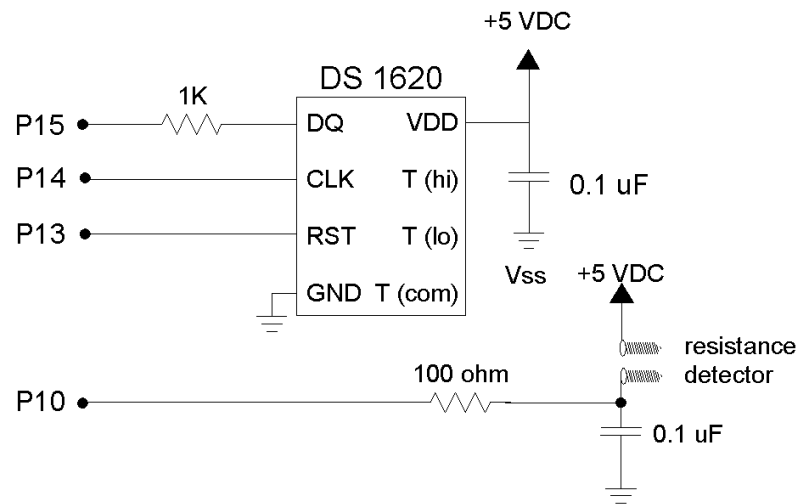 +5 VDC
DS 1620
1K
P15
DQ
VDD
P14
CLK
T (hi)
0.1 uF
P13
RST
T (lo)
Vss
+5 VDC
GND
T (com)
resistance
detector
100 ohm
P10
0.1 uF